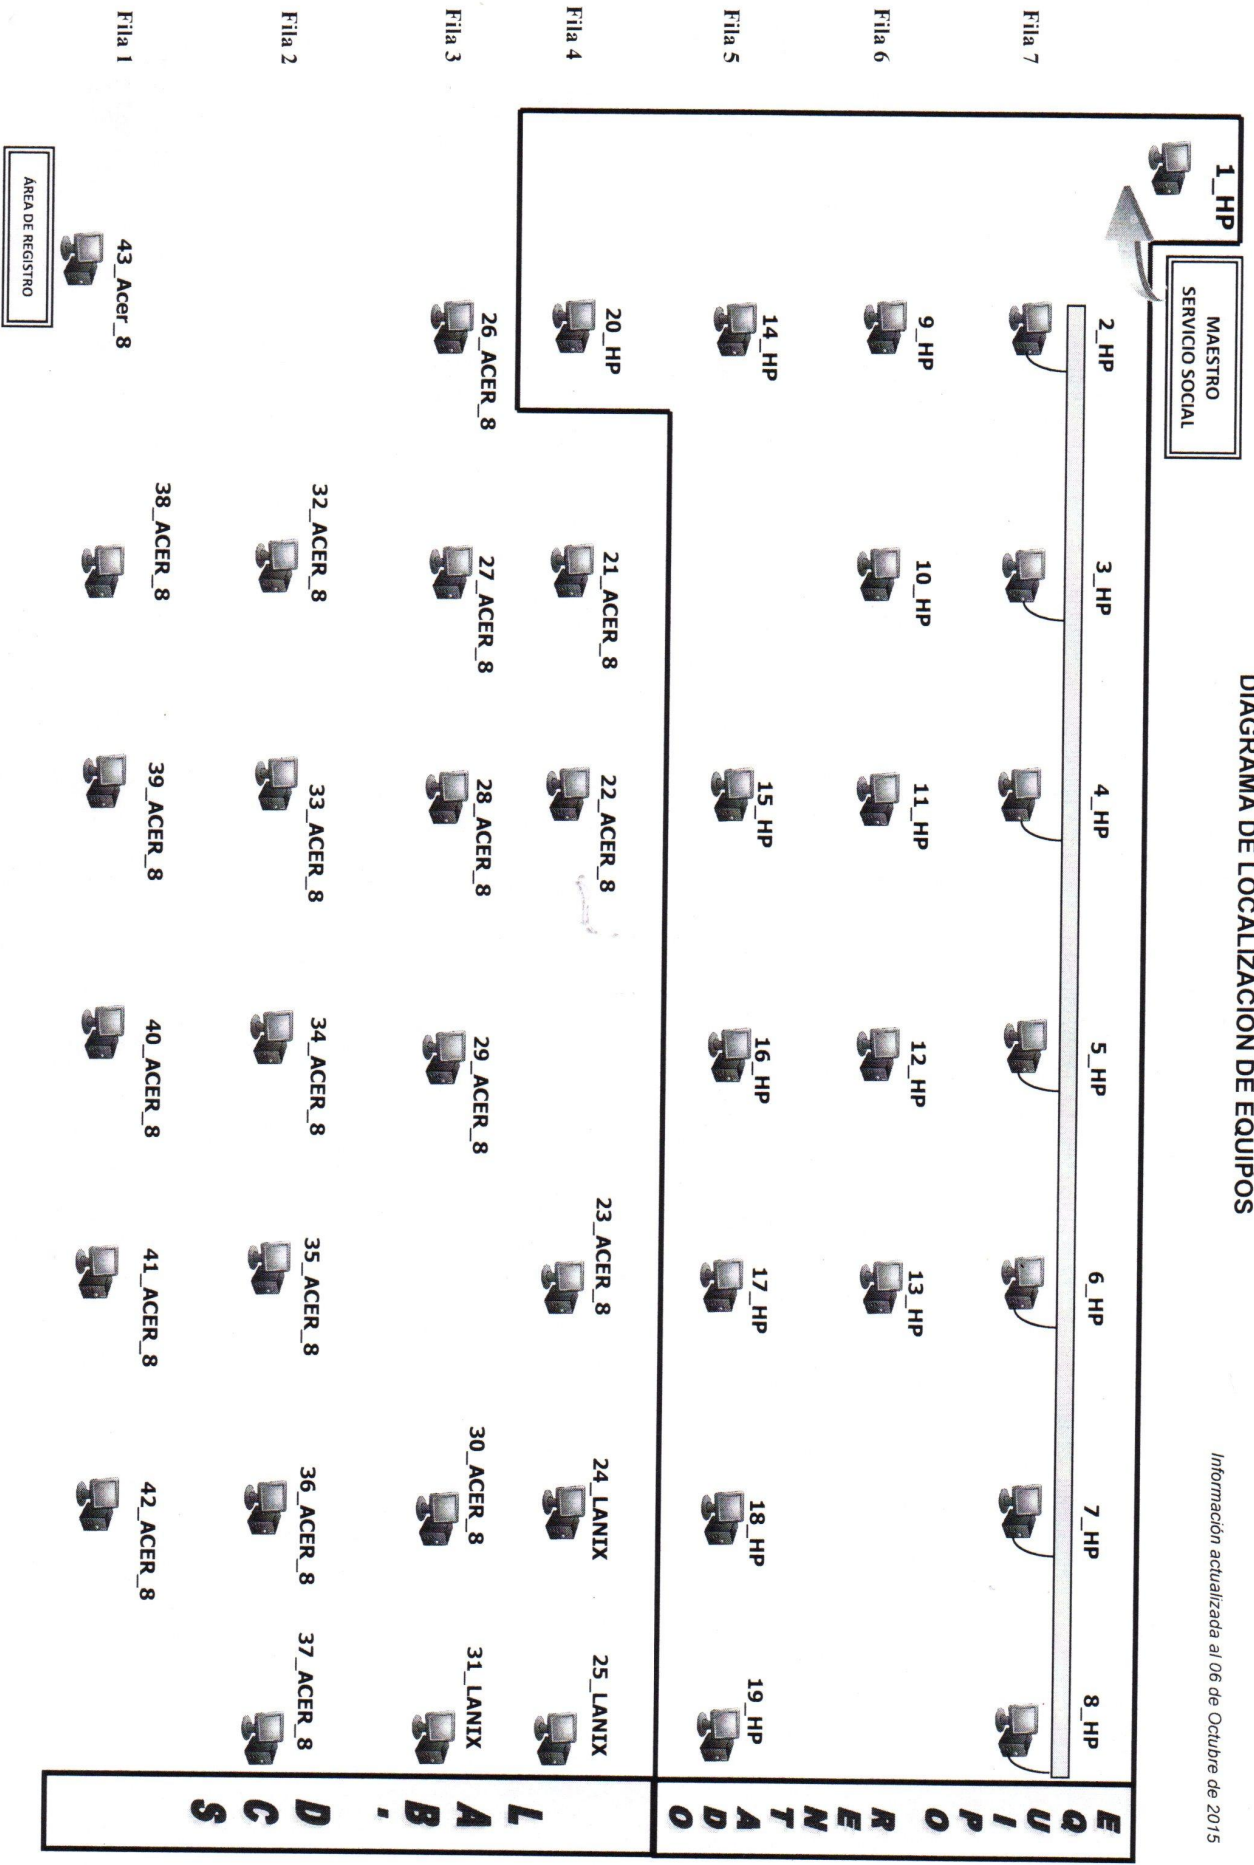 DIAGRAMA DE LOCALIZACIÓN DE EQUIPOS
Información actualizada al 06 de Octubre de 2015
1_HP
MAESTRO
SERVICIO SOCIAL
Fila 7
2_HP
3_HP
4_HP
5_HP
6_HP
7_HP
8_HP
Fila 6
9_HP
10_HP
11_HP
12_HP
13_HP
Fila 5
14_HP
15_HP
16_HP
17_HP
18_HP
19_HP
EQUIPO RENTADO
Fila 4
20_HP
21_ACER_8
22_ACER_8
23_ACER_8
24_LANIX
25_LANIX
Fila 3
26_ACER_8
27_ACER_8
28_ACER_8
29_ACER_8
30_ACER_8
31_LANIX
Fila 2
32_ACER_8
33_ACER_8
34_ACER_8
35_ACER_8
36_ACER_8
37_ACER_8
Fila 1
43_Acer_8
38_ACER_8
39_ACER_8
40_ACER_8
41_ACER_8
42_ACER_8
ÁREA DE REGISTRO
LAB. DCS